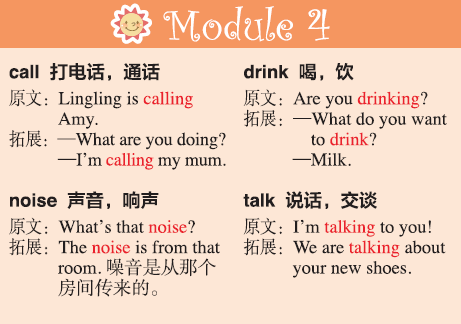 Module 4
call 打电话，通话
原文：Lingling is calling
Amy.
拓展：—What are you doing?
—I'm calling my mum.
drink 喝，饮
原文：Are you drinking?
拓展：—What do you want
to drink?
—Milk.
noise 声音，响声
原文：What's that noise?
拓展：The noise is from that
room. 噪音是从那个
房间传来的。
talk 说话，交谈
原文：I'm talking to you!
拓展：We are talking about
your new shoes.